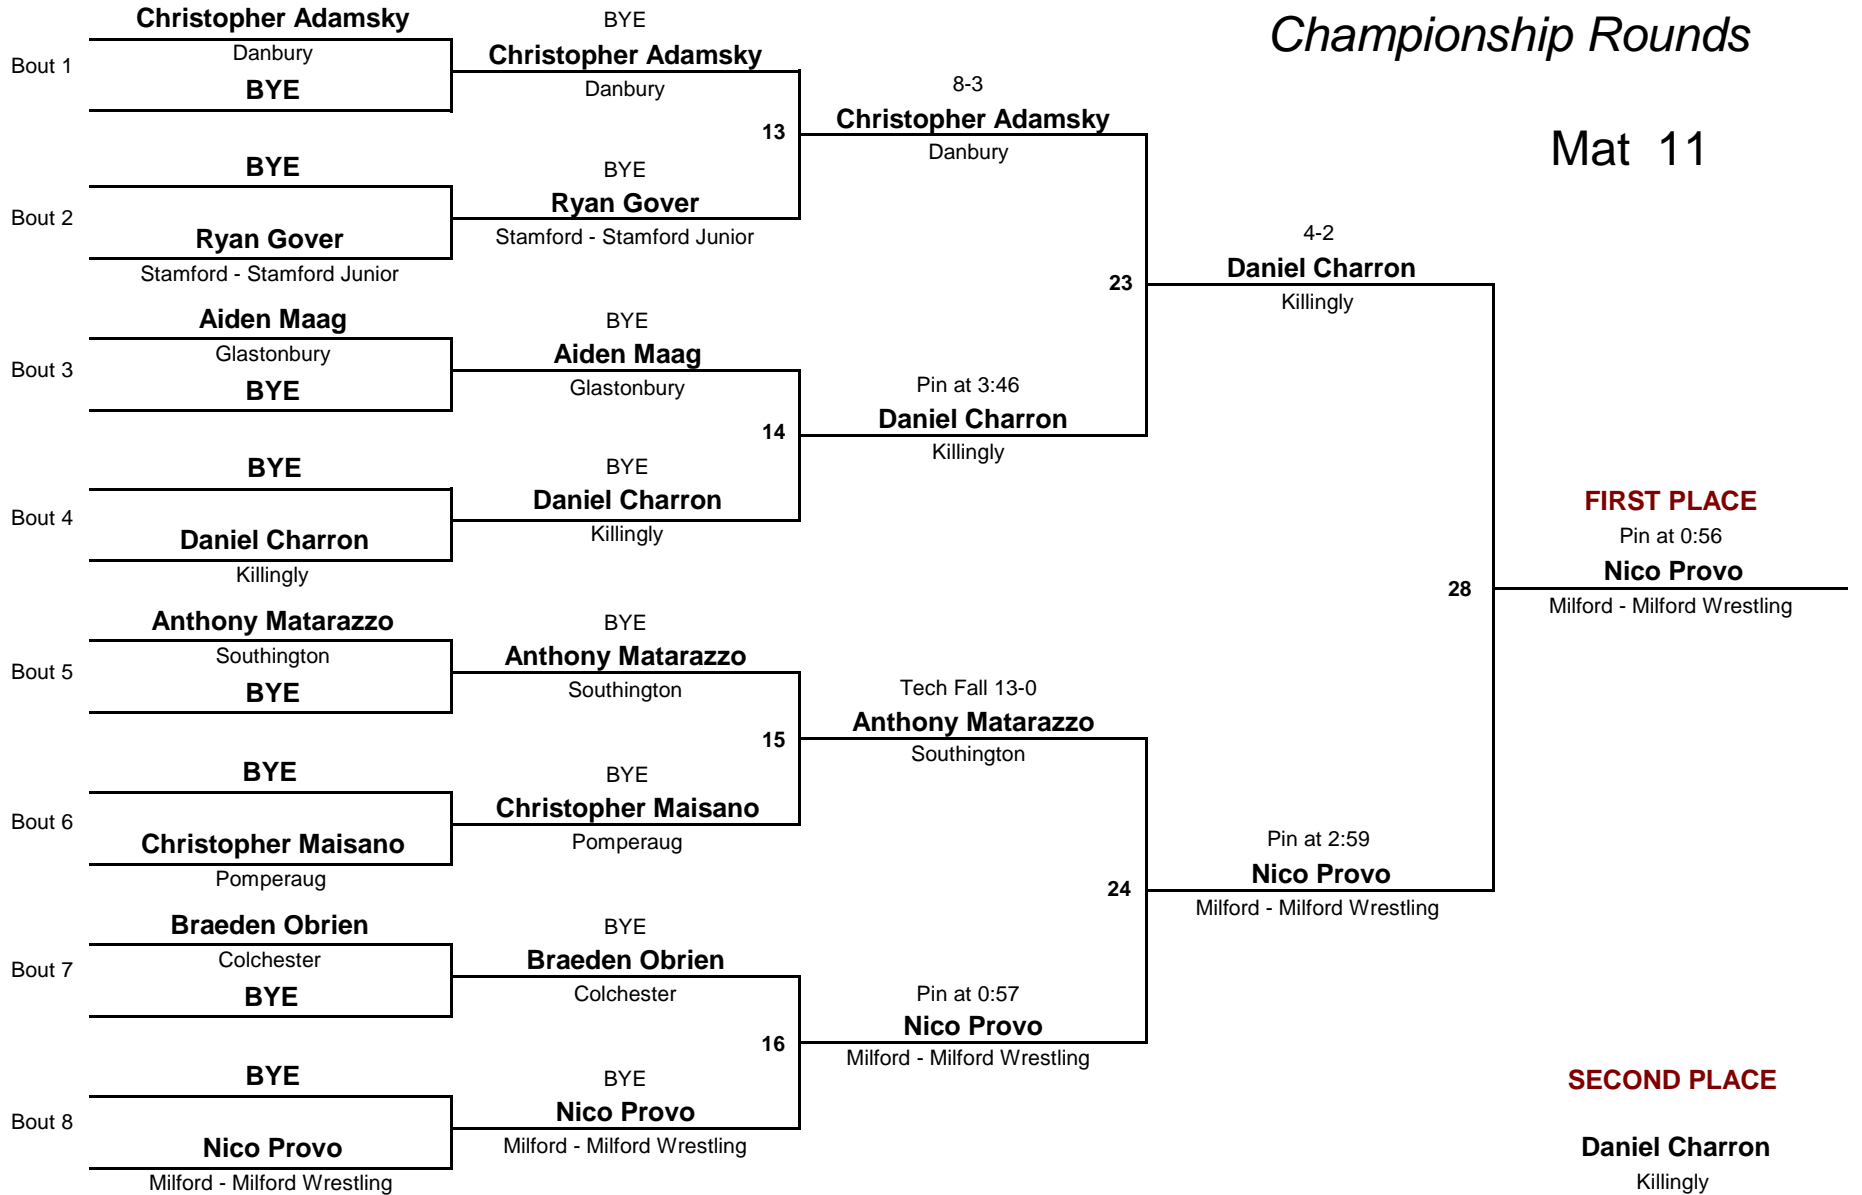 Championship Rounds
Mat 11
Bout 1
Christopher Adamsky
Danbury
BYE
Bout 2
BYE
Ryan Gover
Stamford - Stamford Junior
Bout 3
Aiden Maag
Glastonbury
BYE
Bout 4
BYE
Daniel Charron
Killingly
Bout 5
Anthony Matarazzo
Southington
BYE
Bout 6
BYE
Christopher Maisano
Pomperaug
Bout 7
Braeden Obrien
Colchester
BYE
Bout 8
BYE
Nico Provo
Milford - Milford Wrestling
BYE
Christopher Adamsky
Danbury
13
BYE
Ryan Gover
Stamford - Stamford Junior
BYE
Aiden Maag
Glastonbury
14
BYE
Daniel Charron
Killingly
BYE
Anthony Matarazzo
Southington
15
BYE
Christopher Maisano
Pomperaug
BYE
Braeden Obrien
Colchester
16
BYE
Nico Provo
Milford - Milford Wrestling
8-3
Christopher Adamsky
Danbury
23
Pin at 3:46
Daniel Charron
Killingly
Tech Fall 13-0
Anthony Matarazzo
Southington
24
Pin at 0:57
Nico Provo
Milford - Milford Wrestling
4-2
Daniel Charron
Killingly
28
Pin at 2:59
Nico Provo
Milford - Milford Wrestling
FIRST PLACE
Pin at 0:56
Nico Provo
Milford - Milford Wrestling
SECOND PLACE
Daniel Charron
Killingly